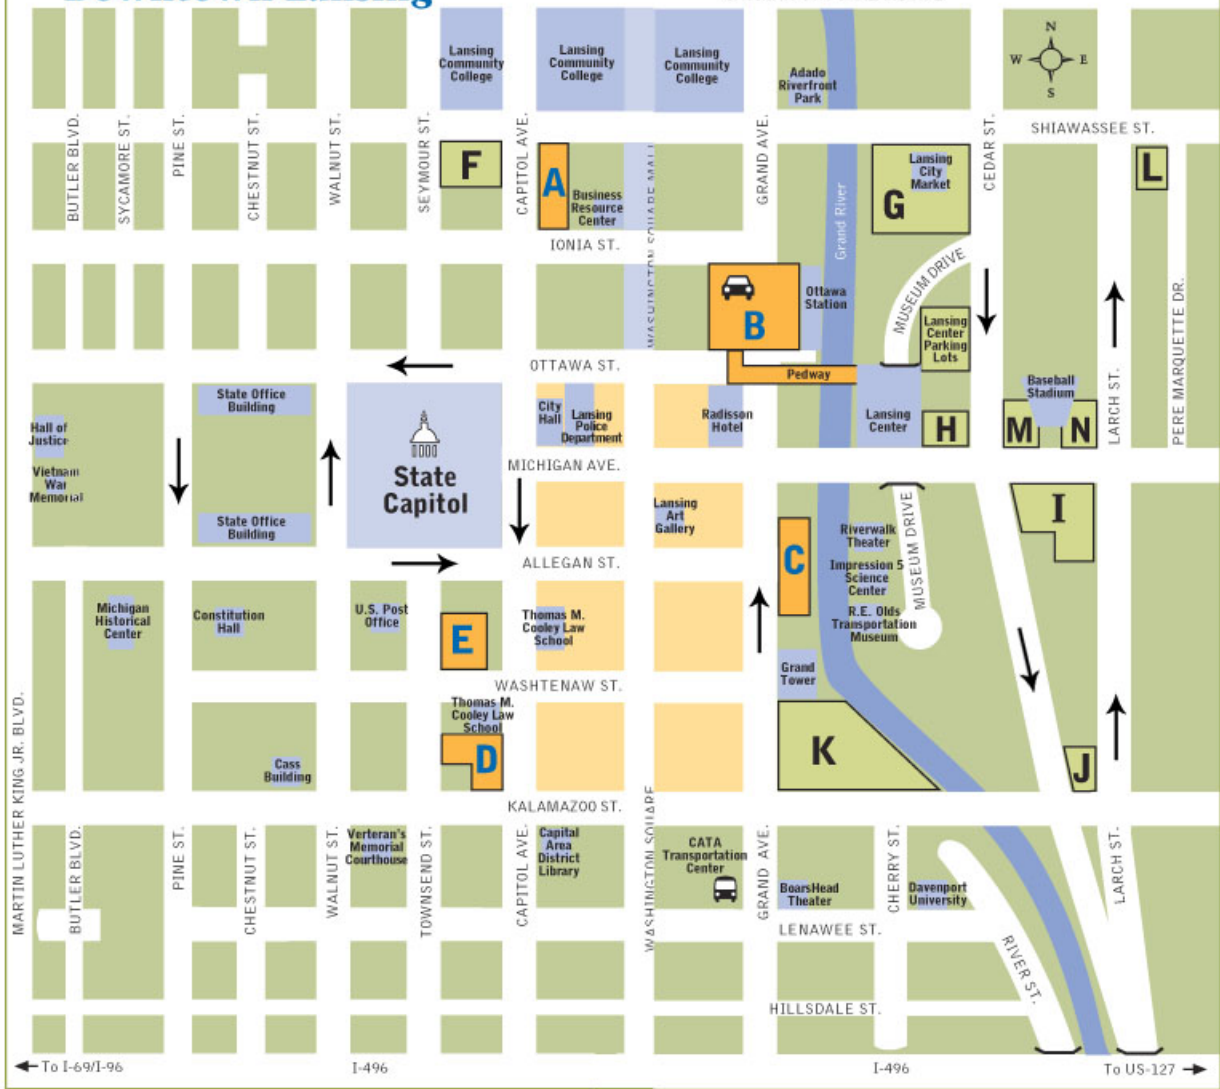 Downtown Lansing
Lansing
Community
College
Lansing
Community
College
Lansing
Community
College
Adado
Riverfront
Park
N
W
E
S
SHIAWASSEE ST.
BUTLER BLVD.
SYCAMORE ST.
PINE ST.
CHESTNUT ST.
WALNUT ST.
SEYMOUR ST.
CAPITOL AVE.
WASHINGTON SQUARE MALL
GRAND AVE.
CEDAR ST.
F
A
Business
Resource
Center
Grand River
Lansing
City
Market
G
L
IONIA ST.
MUSEUM DRIVE
B
Ottawa
Station
Lansing
Center
Parking
Lots
PERE MARQUETTE DR.
OTTAWA ST.
Pedway
LARCH ST.
State Office
Building
Hall of
Justice
Vietnam
War
Memorial
State
Capitol
City
Hall
Lansing
Police
Department
Radisson
Hotel
Lansing
Center
H
Baseball
Stadium
M
N
MICHIGAN AVE.
State Office
Building
Lansing
Art
Gallery
C
Riverwalk
Theater
Impression 5
Science
Center
R.E. Olds
Transportation
Museum
MUSEUM DRIVE
I
ALLEGAN ST.
Michigan
Historical
Center
Constitution
Hall
U.S. Post
Office
E
Thomas M.
Cooley Law
School
Grand
Tower
WASHTENAW ST.
Thomas M.
Cooley Law
School
D
Cass
Building
K
J
MARTIN LUTHER KING JR. BLVD.
KALAMAZOO ST.
BUTLER BLVD.
PINE ST.
CHESTNUT ST.
WALNUT ST.
Verteran's
Memorial
Courthouse
TOWNSEND ST.
CAPITOL AVE.
Capital
Area
District
Library
WASHINGTON SQUARE
CATA
Transportation
Center
GRAND AVE.
BoarsHead
Theater
CHERRY ST.
Davenport
University
LARCH ST.
LENAWEE ST.
RIVER ST.
HILLSDALE ST.
To I-69/I-96
I-496
I-496
To US-127